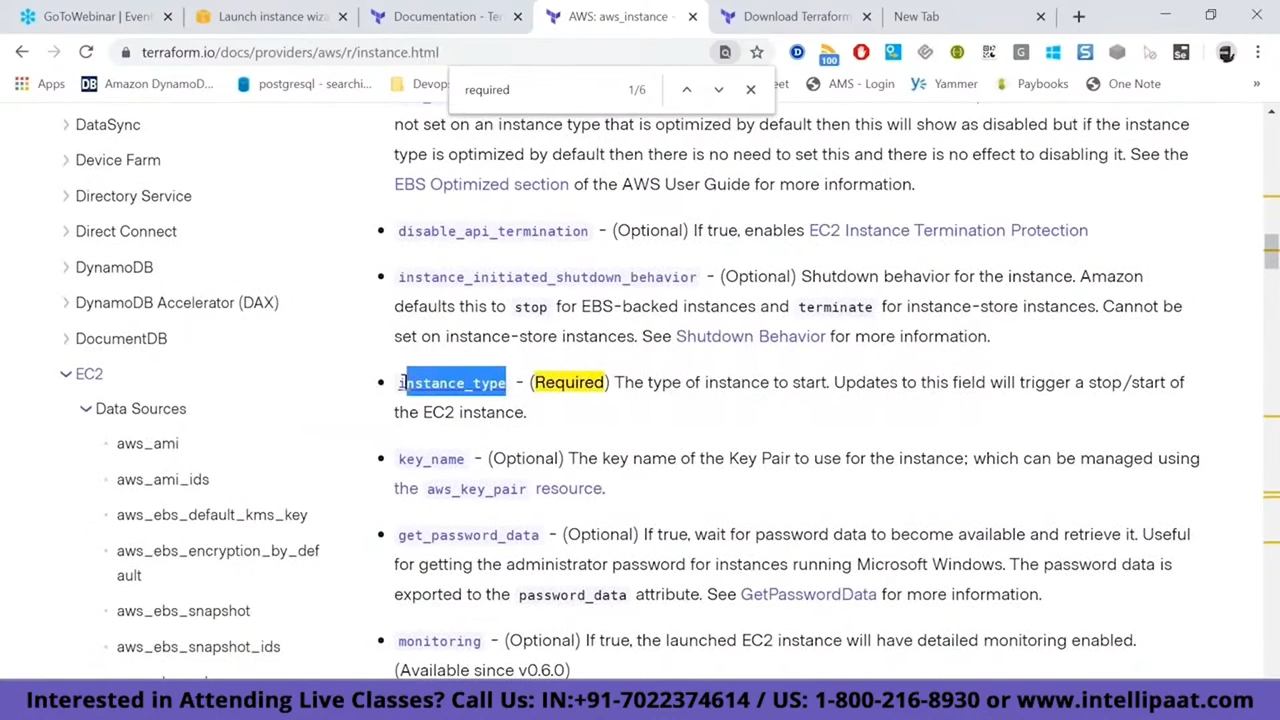 GoToWebinar | Event
Launch instance wiza
Documentation - Ter
AWS: aws_instance -
Download Terraform
New Tab
terraform.io/docs/providers/aws/r/instance.html
100
Apps
Amazon DynamoD...
postgresql - searchi...
Devop
eet
AMS - Login
Yammer
Paybooks
One Note
»
required 1/6
DataSync
Device Farm
Directory Service
Direct Connect
DynamoDB
DynamoDB Accelerator (DAX)
DocumentDB
EC2
Data Sources
aws_ami
aws_ami_ids
aws_ebs_default_kms_key
aws_ebs_encryption_by_def
ault
aws_ebs_snapshot
aws_ebs_snapshot_ids
not set on an instance type that is optimized by default then this will show as disabled but if the instance
type is optimized by default then there is no need to set this and there is no effect to disabling it. See the
EBS Optimized section of the AWS User Guide for more information.
• disable_api_termination - (Optional) If true, enables EC2 Instance Termination Protection
• instance_initiated_shutdown_behavior - (Optional) Shutdown behavior for the instance. Amazon
defaults this to stop for EBS-backed instances and terminate for instance-store instances. Cannot be
set on instance-store instances. See Shutdown Behavior for more information.
• instance_type - (Required) The type of instance to start. Updates to this field will trigger a stop/start of
the EC2 instance.
• key_name - (Optional) The key name of the Key Pair to use for the instance; which can be managed using
the aws_key_pair resource.
• get_password_data - (Optional) If true, wait for password data to become available and retrieve it. Useful
for getting the administrator password for instances running Microsoft Windows. The password data is
exported to the password_data attribute. See GetPasswordData for more information.
• monitoring - (Optional) If true, the launched EC2 instance will have detailed monitoring enabled.
(Available since v0.6.0)
Interested in Attending Live Classes? Call Us: IN:+91-7022374614 / US: 1-800-216-8930 or www.intellipaat.com